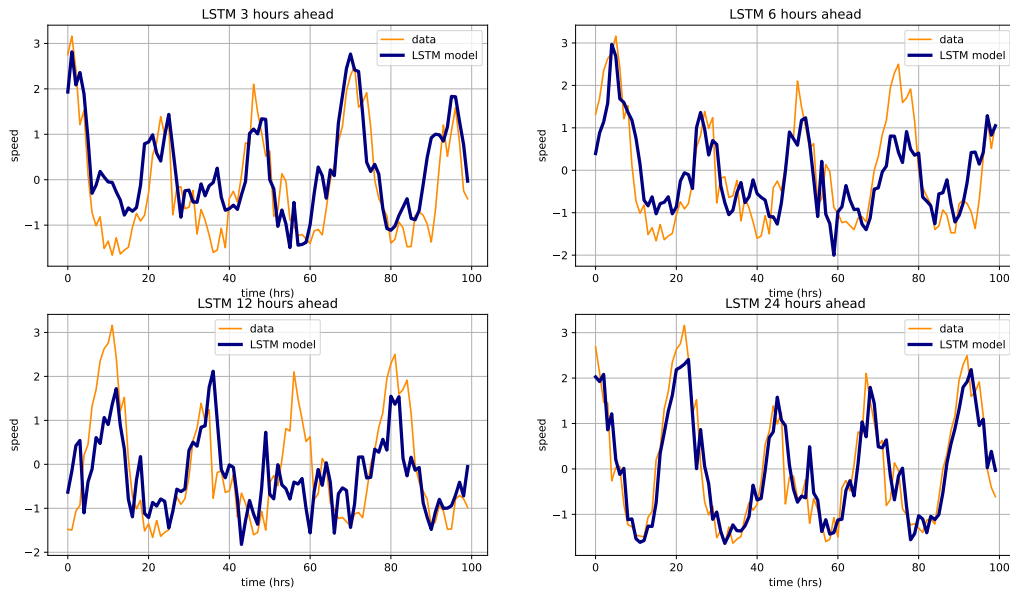 LSTM 3 hours ahead
3
2
1
0
−1
speed
data
LSTM model
0
20
40
60
80
100
time (hrs)
LSTM 6 hours ahead
3
2
1
0
−1
−2
speed
data
LSTM model
0
20
40
60
80
100
time (hrs)
LSTM 12 hours ahead
3
2
1
0
−1
−2
speed
data
LSTM model
0
20
40
60
80
100
time (hrs)
LSTM 24 hours ahead
3
2
1
0
−1
speed
data
LSTM model
0
20
40
60
80
100
time (hrs)